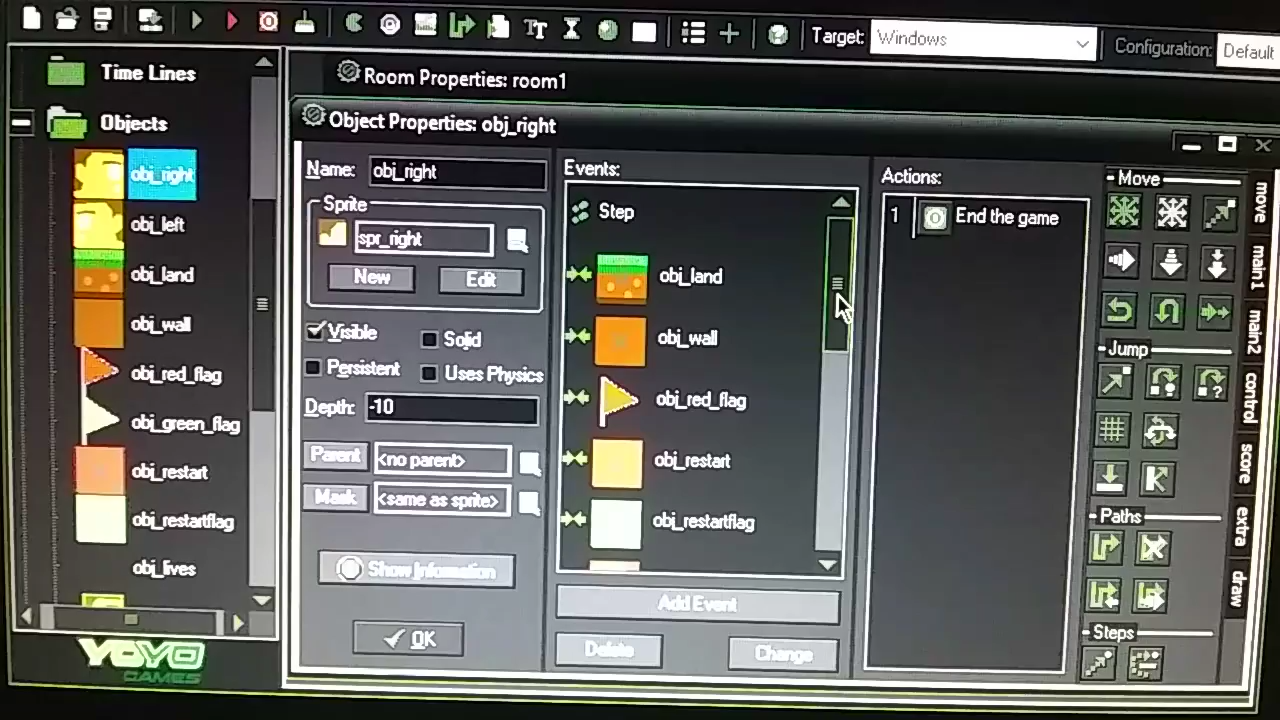 Target: Windows Configuration: Default
Time Lines
Objects
obj_right
obj_left
obj_land
obj_wall
obj_red_flag
obj_green_flag
obj_restart
obj_restartflag
obj_lives
YOYO
GAMES
Room Properties: room1
Object Properties: obj_right
Name: obj_right
Sprite
spr_right
New Edit
Visible Solid
Persistent Uses Physics
Depth: -10
Parent <no parent>
Mask <same as sprite>
Show Information
OK
Events:
Step
obj_land
obj_wall
obj_red_flag
obj_restart
obj_restartflag
Add Event
Delete Change
Actions:
1 End the game
Move
Jump
Paths
Steps
move
main1
main2
control
score
extra
draw